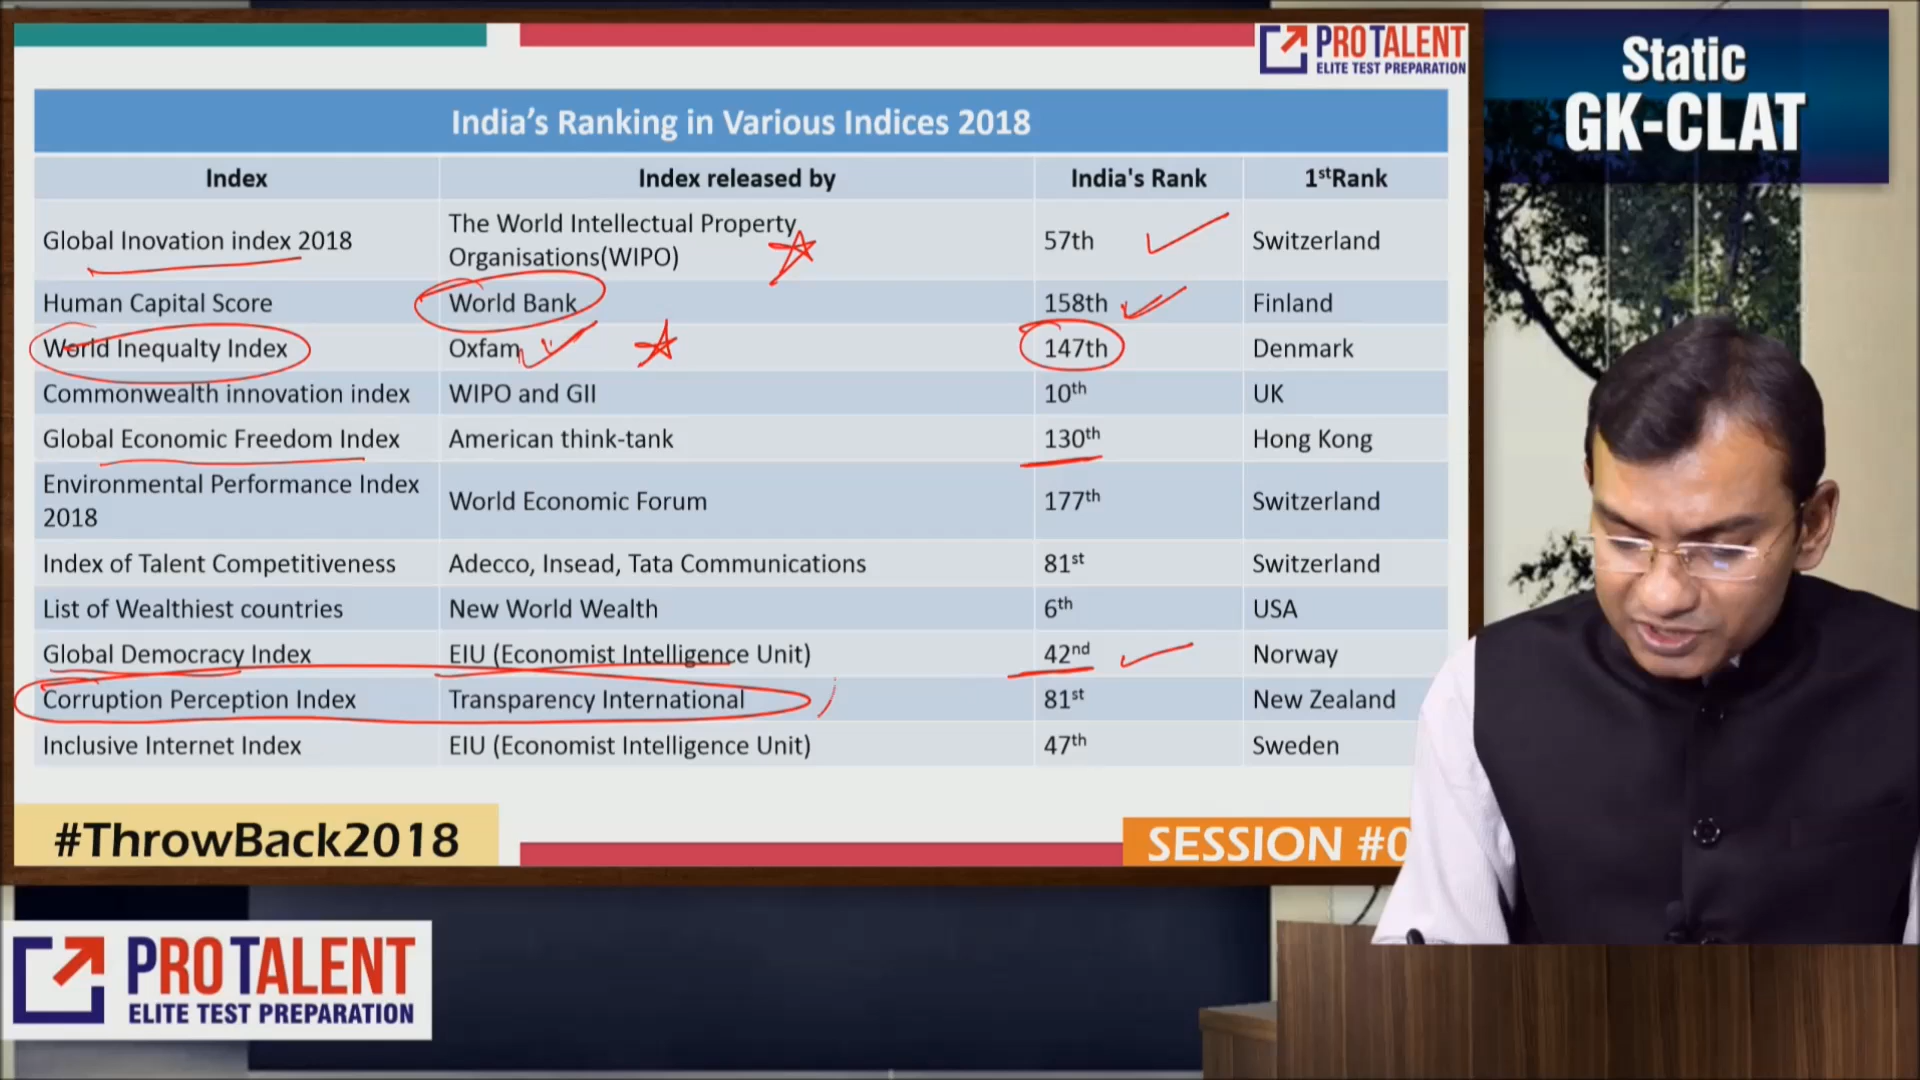 PROTALENT
ELITE TEST PREPARATION
Static
GK-CLAT
India’s Ranking in Various Indices 2018
Index Index released by India's Rank 1stRank
Global Inovation index 2018 The World Intellectual Property Organisations(WIPO) 57th Switzerland
Human Capital Score World Bank 158th Finland
World Inequalty Index Oxfam 147th Denmark
Commonwealth innovation index WIPO and GII 10th UK
Global Economic Freedom Index American think-tank 130th Hong Kong
Environmental Performance Index 2018 World Economic Forum 177th Switzerland
Index of Talent Competitiveness Adecco, Insead, Tata Communications 81st Switzerland
List of Wealthiest countries New World Wealth 6th USA
Global Democracy Index EIU (Economist Intelligence Unit) 42nd Norway
Corruption Perception Index Transparency International 81st New Zealand
Inclusive Internet Index EIU (Economist Intelligence Unit) 47th Sweden
#ThrowBack2018
SESSION #0
PROTALENT
ELITE TEST PREPARATION